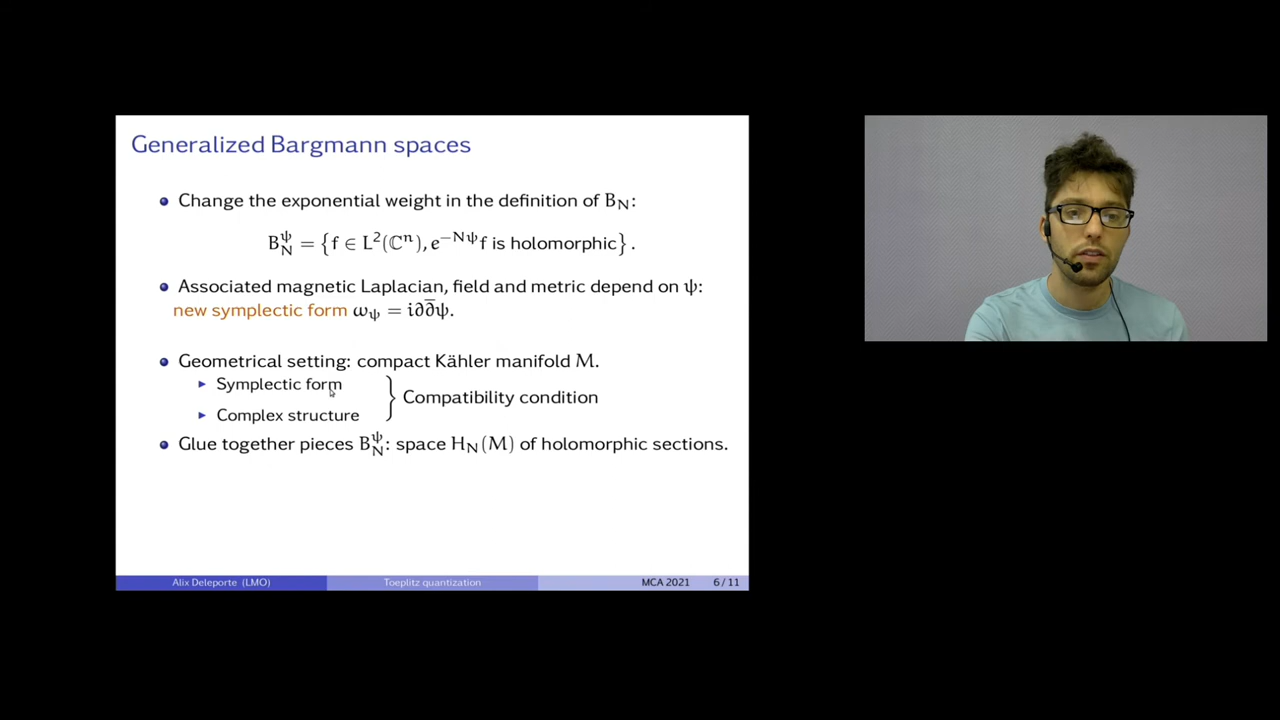 Generalized Bargmann spaces
Change the exponential weight in the definition of B_N:
B_N^ψ = {f ∈ L²(ℂⁿ), e^{−Nψ}f is holomorphic}.
Associated magnetic Laplacian, field and metric depend on ψ:
new symplectic form ω_ψ = i∂∂̄ψ.
Geometrical setting: compact Kähler manifold M.
Symplectic form
Complex structure
} Compatibility condition
Glue together pieces B_N^ψ: space H_N(M) of holomorphic sections.
Alix Deleporte (LMO) Toeplitz quantization MCA 2021 6 / 11